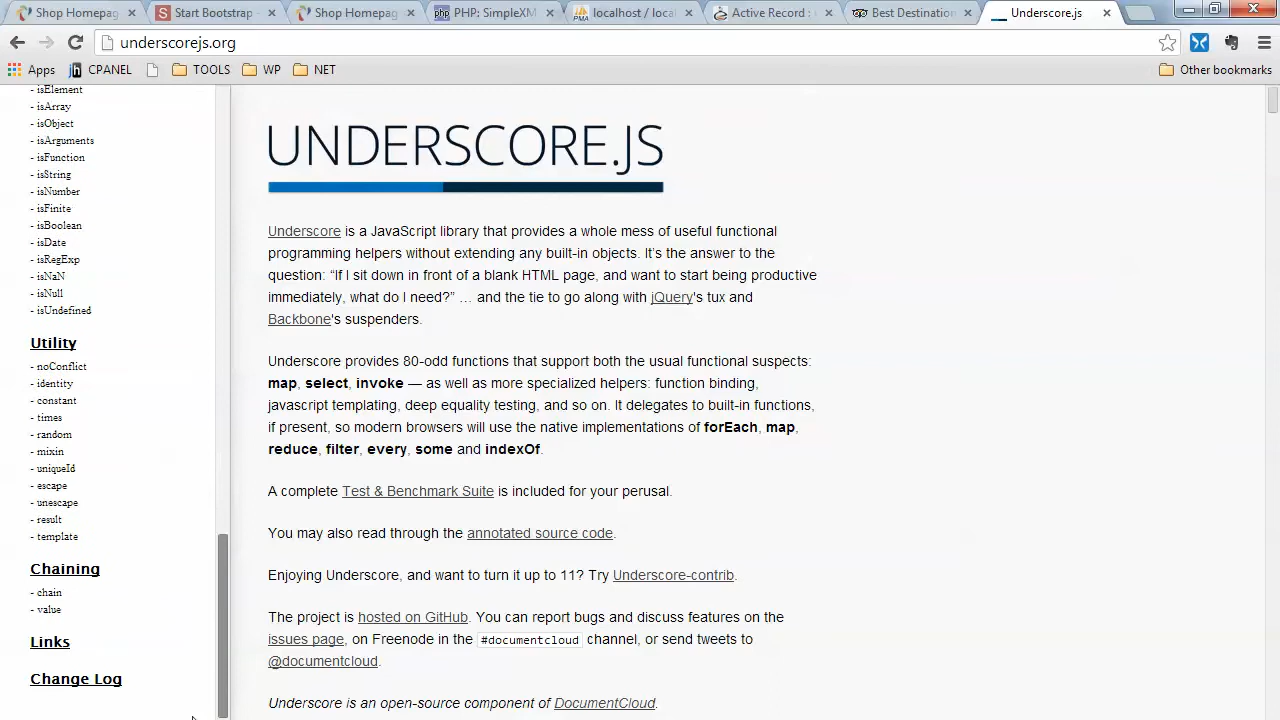 Shop Homepag
Start Bootstrap -
Shop Homepag
PHP: SimpleXM
localhost / local
Active Record :
Best Destination
Underscore.js
underscorejs.org
Apps
CPANEL
TOOLS
WP
NET
Other bookmarks
- isElement
- isArray
- isObject
- isArguments
- isFunction
- isString
- isNumber
- isFinite
- isBoolean
- isDate
- isRegExp
- isNaN
- isNull
- isUndefined
Utility
- noConflict
- identity
- constant
- times
- random
- mixin
- uniqueId
- escape
- unescape
- result
- template
Chaining
- chain
- value
Links
Change Log
UNDERSCORE.JS
Underscore is a JavaScript library that provides a whole mess of useful functional
programming helpers without extending any built-in objects. It's the answer to the
question: “If I sit down in front of a blank HTML page, and want to start being productive
immediately, what do I need?” … and the tie to go along with jQuery's tux and
Backbone's suspenders.
Underscore provides 80-odd functions that support both the usual functional suspects:
map, select, invoke — as well as more specialized helpers: function binding,
javascript templating, deep equality testing, and so on. It delegates to built-in functions,
if present, so modern browsers will use the native implementations of forEach, map,
reduce, filter, every, some and indexOf.
A complete Test & Benchmark Suite is included for your perusal.
You may also read through the annotated source code.
Enjoying Underscore, and want to turn it up to 11? Try Underscore-contrib.
The project is hosted on GitHub. You can report bugs and discuss features on the
issues page, on Freenode in the #documentcloud channel, or send tweets to
@documentcloud.
Underscore is an open-source component of DocumentCloud.